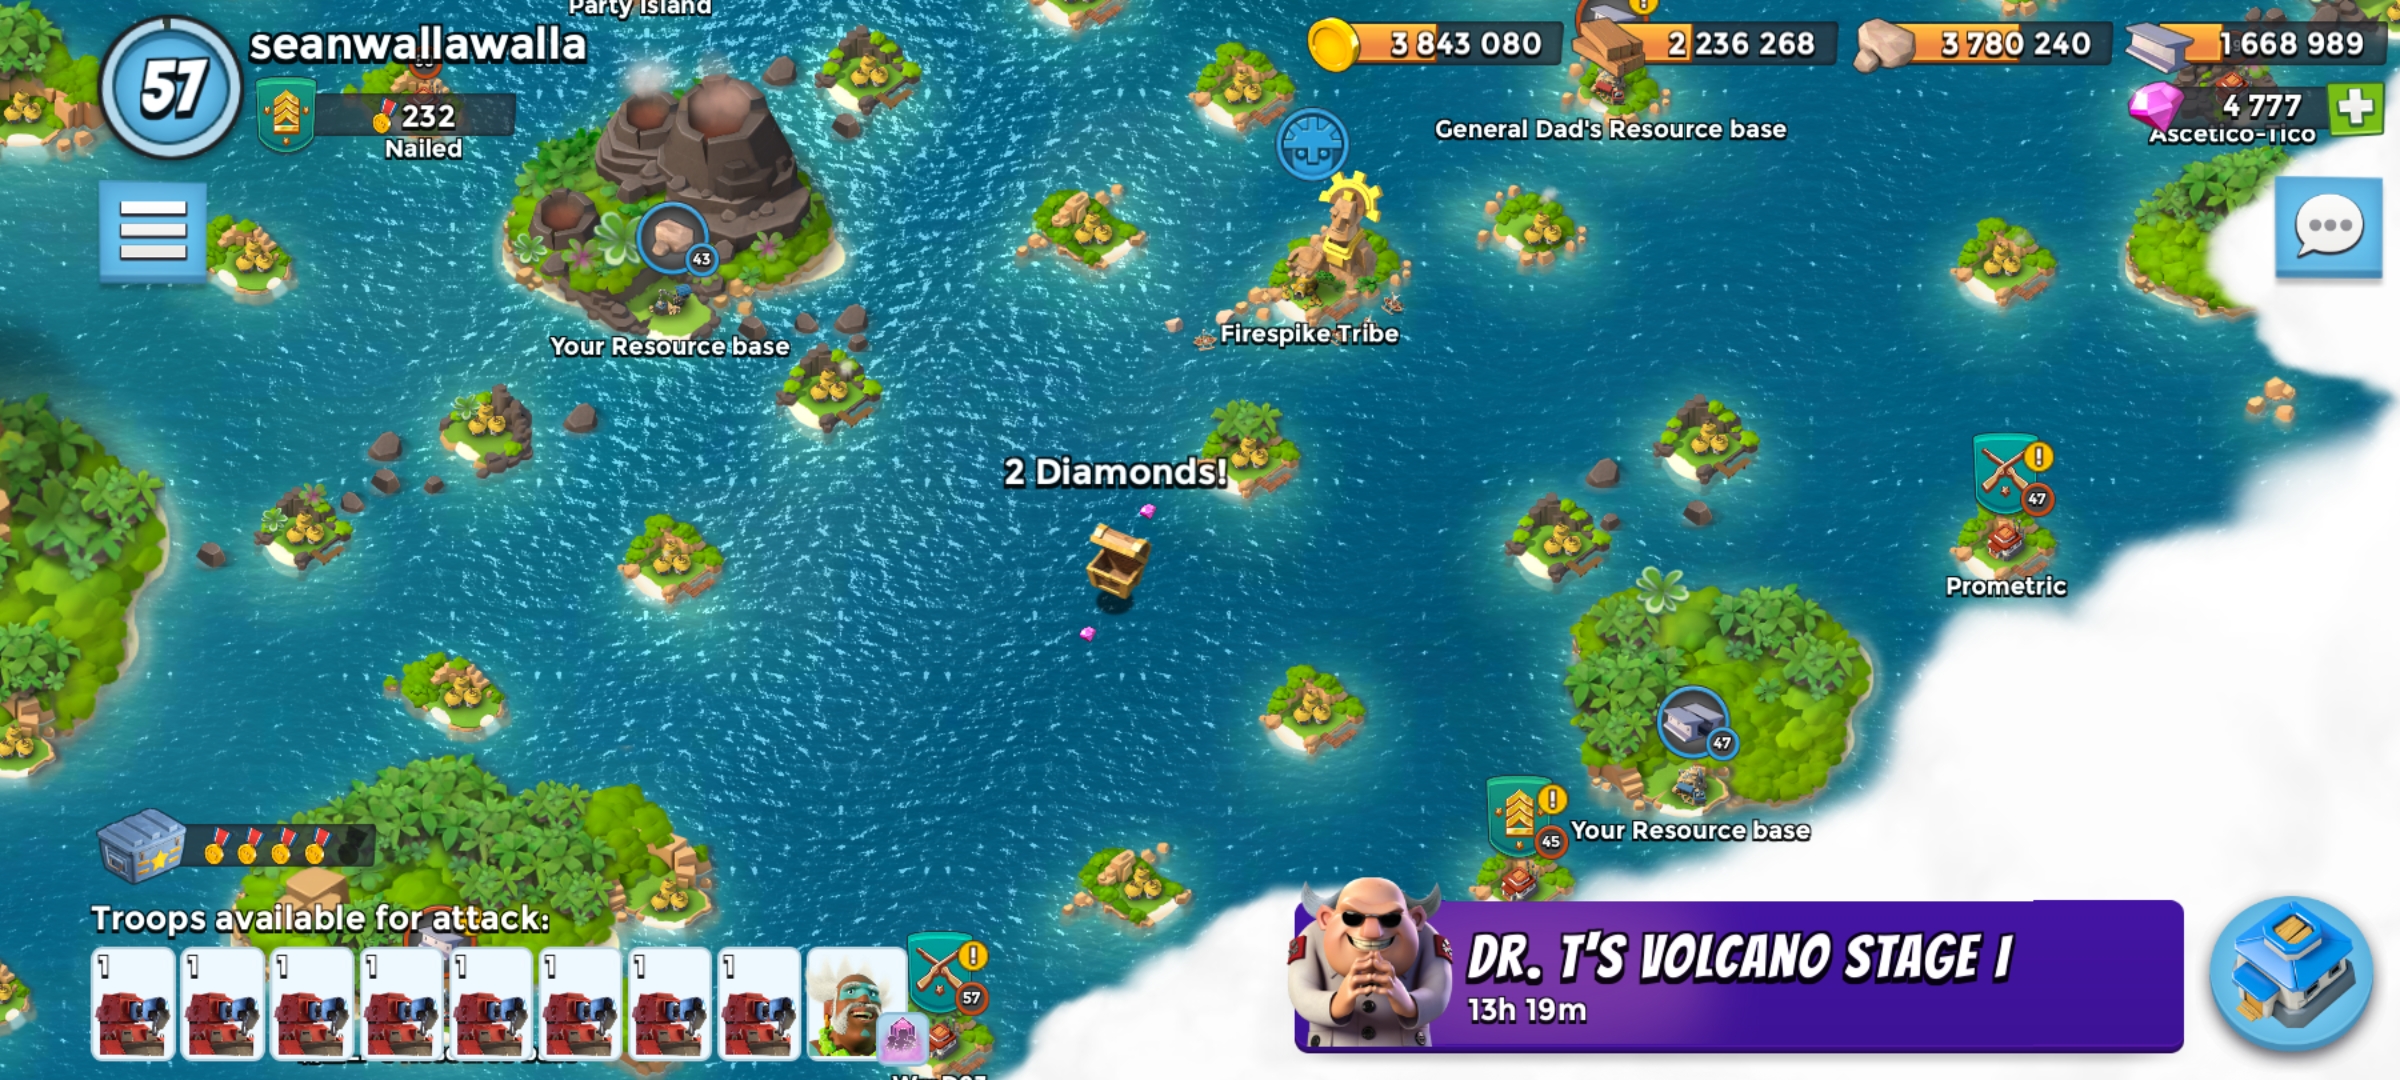 Party Island
57
seanwallawalla
232
Nailed
3 843 080
2 236 268
3 780 240
1 668 989
4 777
General Dad's Resource base
Ascetico-Tico
43
Your Resource base
Firespike Tribe
2 Diamonds!
47
Prometric
47
45
Your Resource base
Troops available for attack:
1
1
1
1
1
1
1
1
57
DR. T'S VOLCANO STAGE I
13h 19m